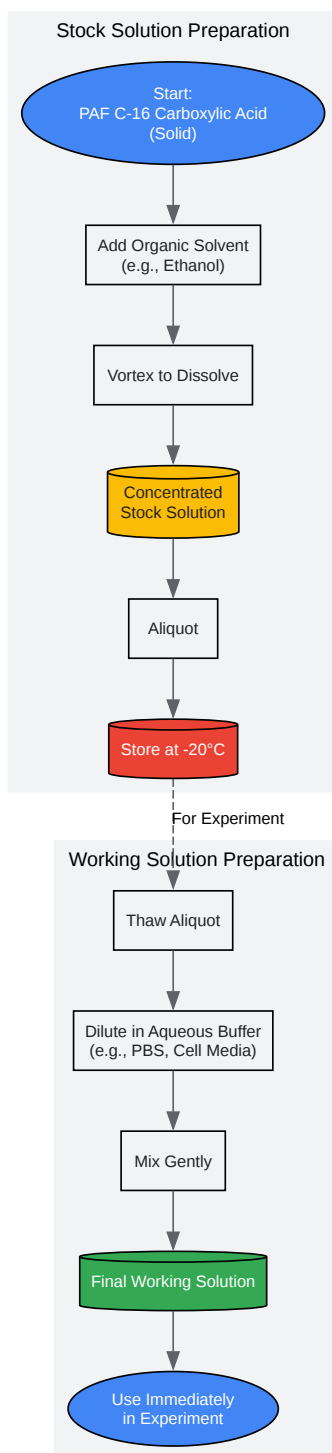 Stock Solution Preparation
Start:
PAF C-16 Carboxylic Acid
(Solid)
Add Organic Solvent
(e.g., Ethanol)
Vortex to Dissolve
Concentrated
Stock Solution
Aliquot
Store at -20°C
For Experiment
Working Solution Preparation
Thaw Aliquot
Dilute in Aqueous Buffer
(e.g., PBS, Cell Media)
Mix Gently
Final Working Solution
Use Immediately
in Experiment